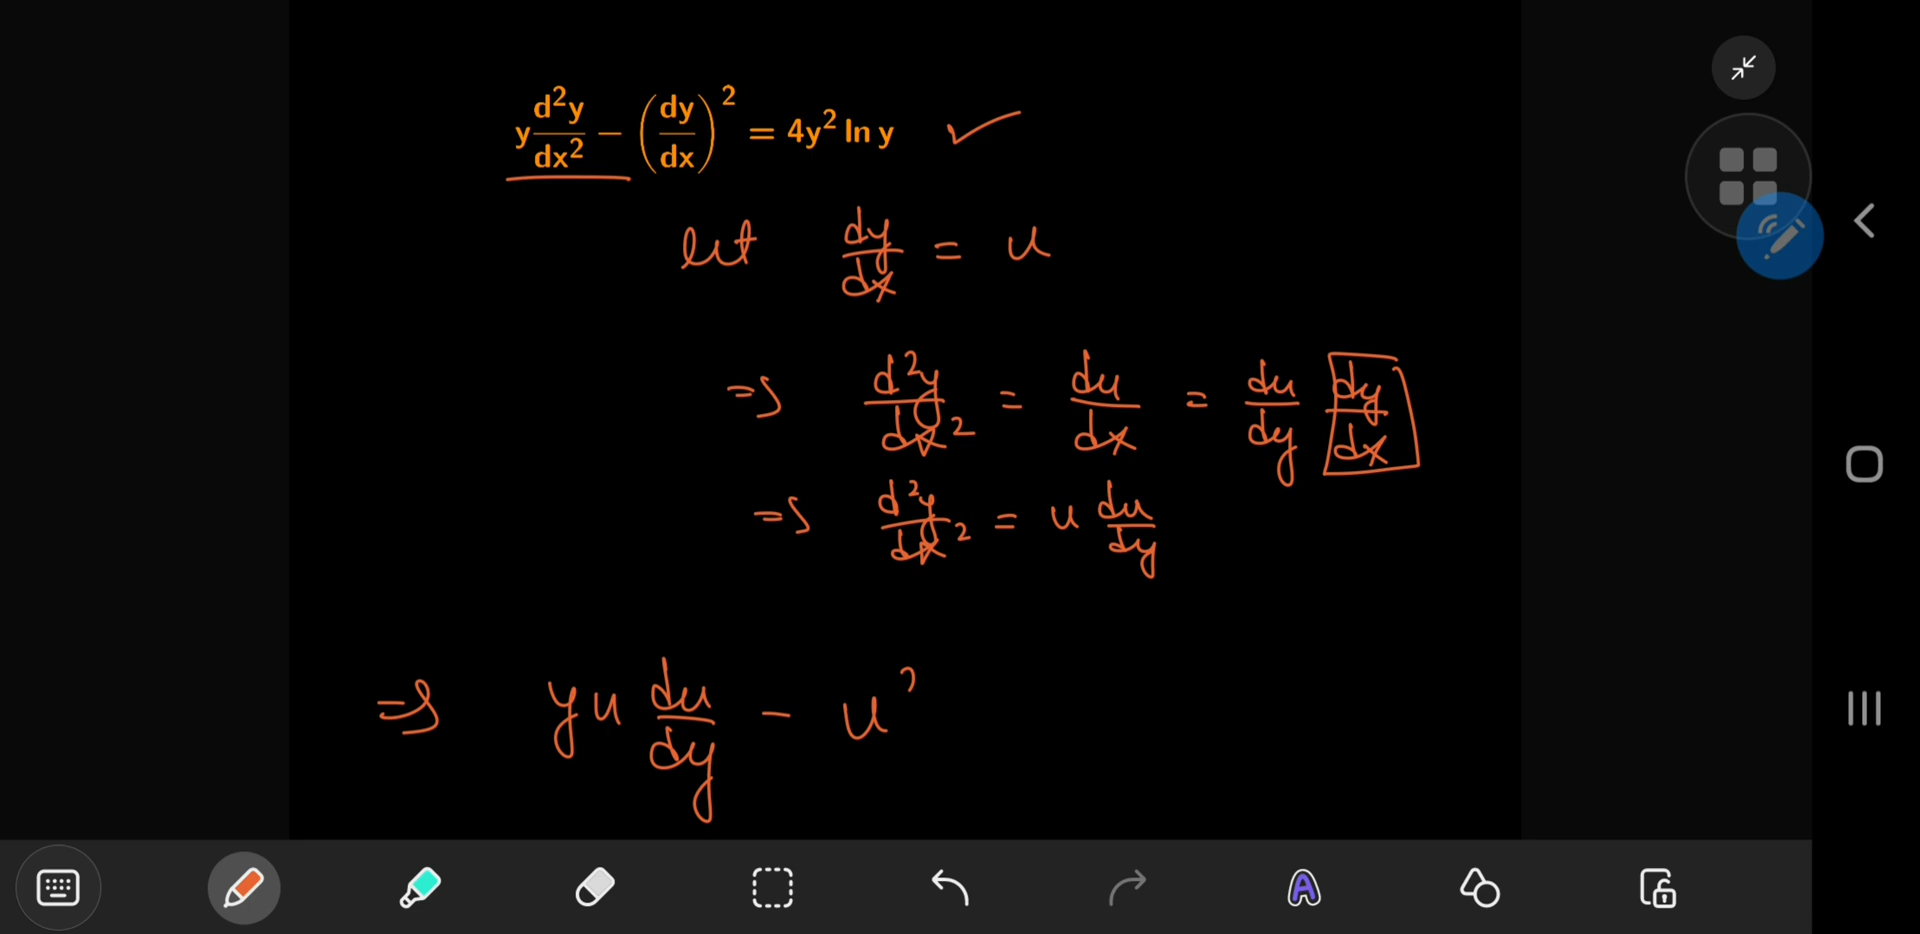 y d²y/dx² − (dy/dx)² = 4y² ln y ✓
let dy/dx = u
⇒ d²y/dx² = du/dx = du/dy dy/dx
⇒ d²y/dx² = u du/dy
⇒ yu du/dy − u²